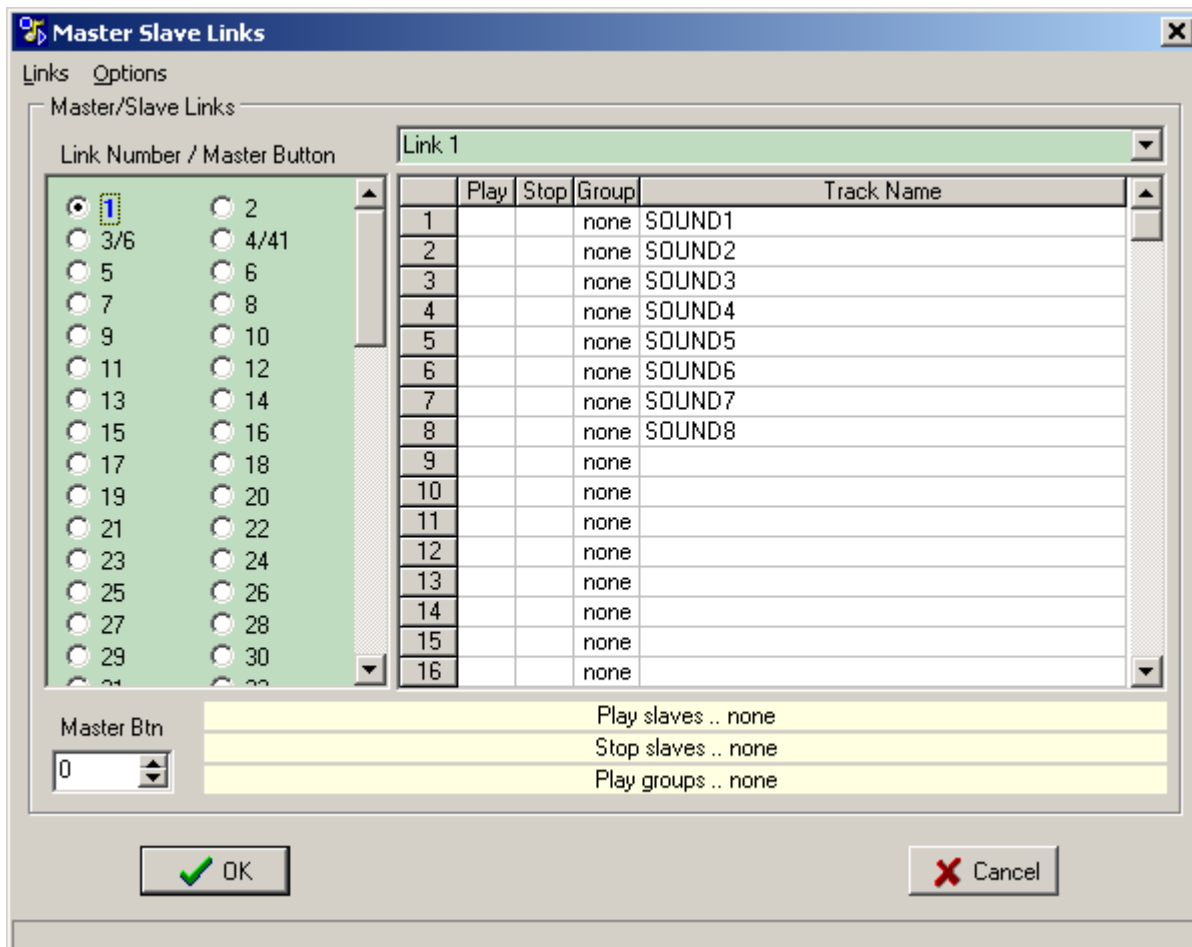 Master Slave Links
Links Options
Master/Slave Links
Link Number / Master Button
Link 1
1 2
3/6 4/41
5 6
7 8
9 10
11 12
13 14
15 16
17 18
19 20
21 22
23 24
25 26
27 28
29 30
Play Stop Group Track Name
1 none SOUND1
2 none SOUND2
3 none SOUND3
4 none SOUND4
5 none SOUND5
6 none SOUND6
7 none SOUND7
8 none SOUND8
9 none
10 none
11 none
12 none
13 none
14 none
15 none
16 none
Master Btn
0
Play slaves .. none
Stop slaves .. none
Play groups .. none
OK
Cancel